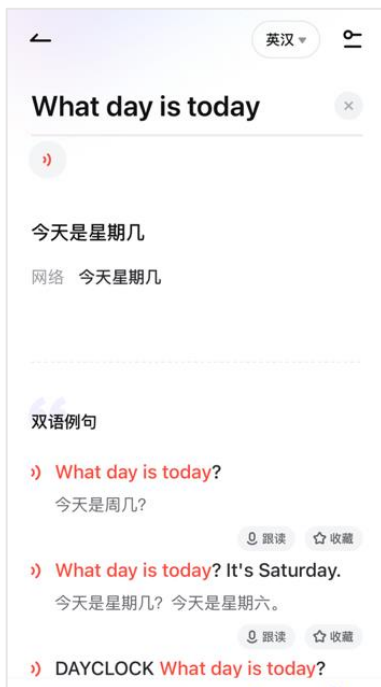 英汉
What day is today
今天是星期几
网络 今天星期几
双语例句
What day is today?
今天是周几?
跟读 收藏
What day is today? It's Saturday.
今天是星期几? 今天是星期六。
跟读 收藏
DAYCLOCK What day is today?